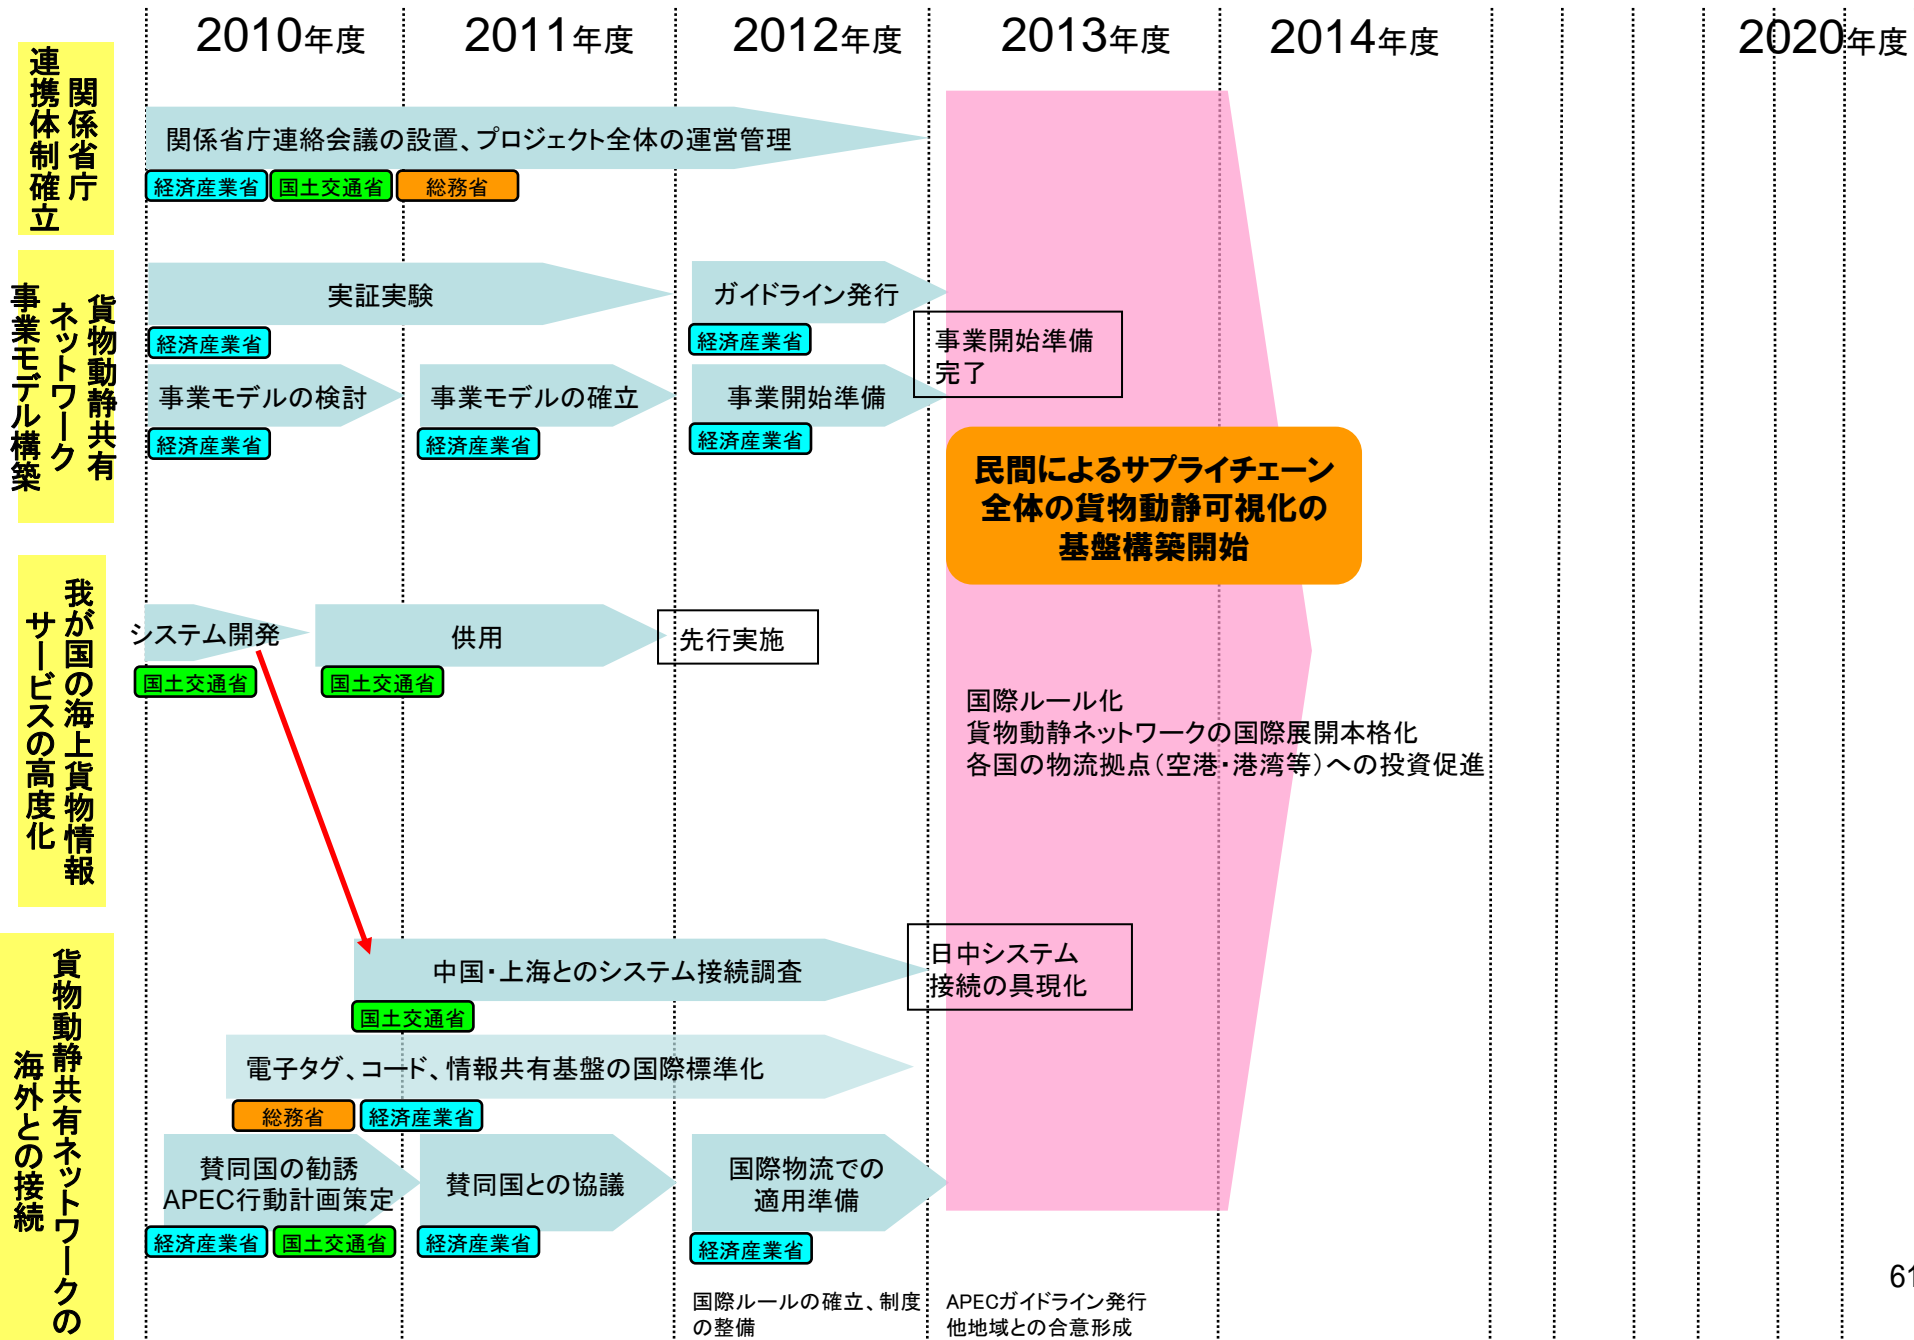 2010年度
2011年度
2012年度
2013年度
2014年度
2020年度
関係省庁
連携体制確立
関係省庁連絡会議の設置、プロジェクト全体の運営管理
経済産業省
国土交通省
総務省
貨物動静共有
ネットワーク
事業モデル構築
実証実験
経済産業省
ガイドライン発行
経済産業省
事業モデルの検討
経済産業省
事業モデルの確立
経済産業省
事業開始準備
経済産業省
事業開始準備
完了
民間によるサプライチェーン
全体の貨物動静可視化の
基盤構築開始
我が国の海上貨物情報
サービスの高度化
システム開発
国土交通省
供用
国土交通省
先行実施
国際ルール化
貨物動静ネットワークの国際展開本格化
各国の物流拠点(空港・港湾等)への投資促進
貨物動静共有ネットワークの
海外との接続
中国・上海とのシステム接続調査
国土交通省
日中システム
接続の具現化
電子タグ、コード、情報共有基盤の国際標準化
総務省
経済産業省
賛同国の勧誘
APEC行動計画策定
経済産業省
国土交通省
賛同国との協議
経済産業省
国際物流での
適用準備
経済産業省
国際ルールの確立、制度
の整備
APECガイドライン発行
他地域との合意形成
61